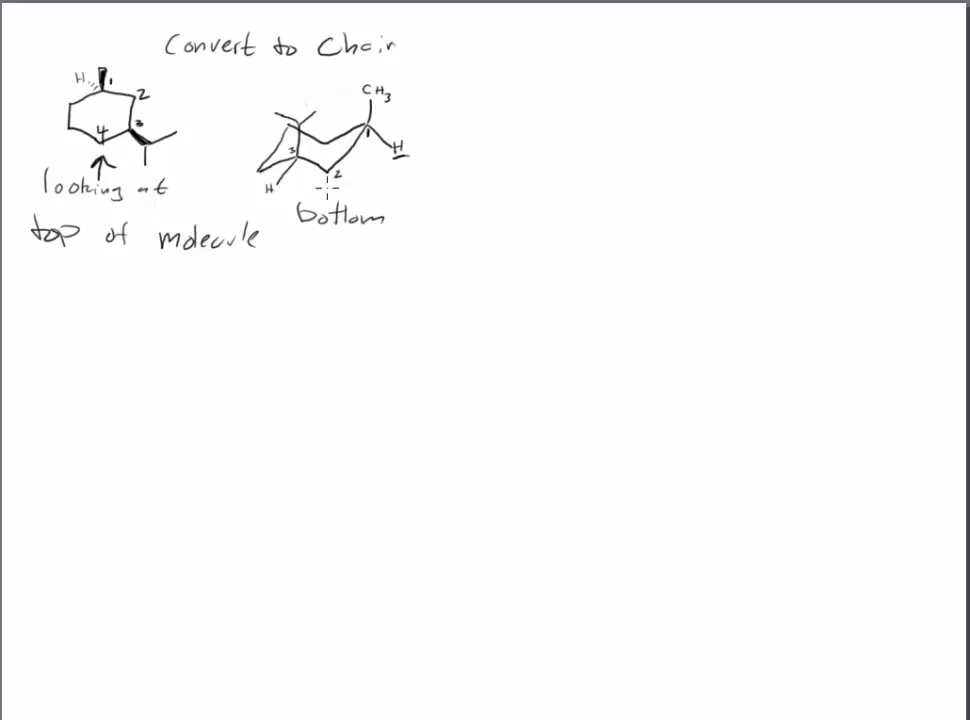 Convert to Chair
H 1 2
3
4
CH3
1
H
3
2
H
looking at
top of molecule
bottom